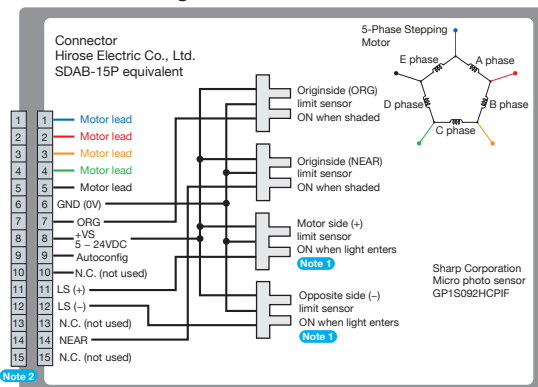 Connector
Hirose Electric Co., Ltd.
SDAB-15P equivalent
5-Phase Stepping
Motor
E phase
A phase
D phase
B phase
C phase
Originside (ORG)
limit sensor
ON when shaded
Originside (NEAR)
limit sensor
ON when shaded
Motor side (+)
limit sensor
ON when light enters
Note 1
Opposite side (–)
limit sensor
ON when light enters
Note 1
Sharp Corporation
Micro photo sensor
GP1S092HCPIF
1 1 Motor lead
2 2 Motor lead
3 3 Motor lead
4 4 Motor lead
5 5 Motor lead
6 6 GND (0V)
7 7 ORG
8 8 +VS
5 – 24VDC
9 9 Autoconfig
10 10 N.C. (not used)
11 11 LS (+)
12 12 LS (–)
13 13 N.C. (not used)
14 14 NEAR
15 15 N.C. (not used)
Note 2